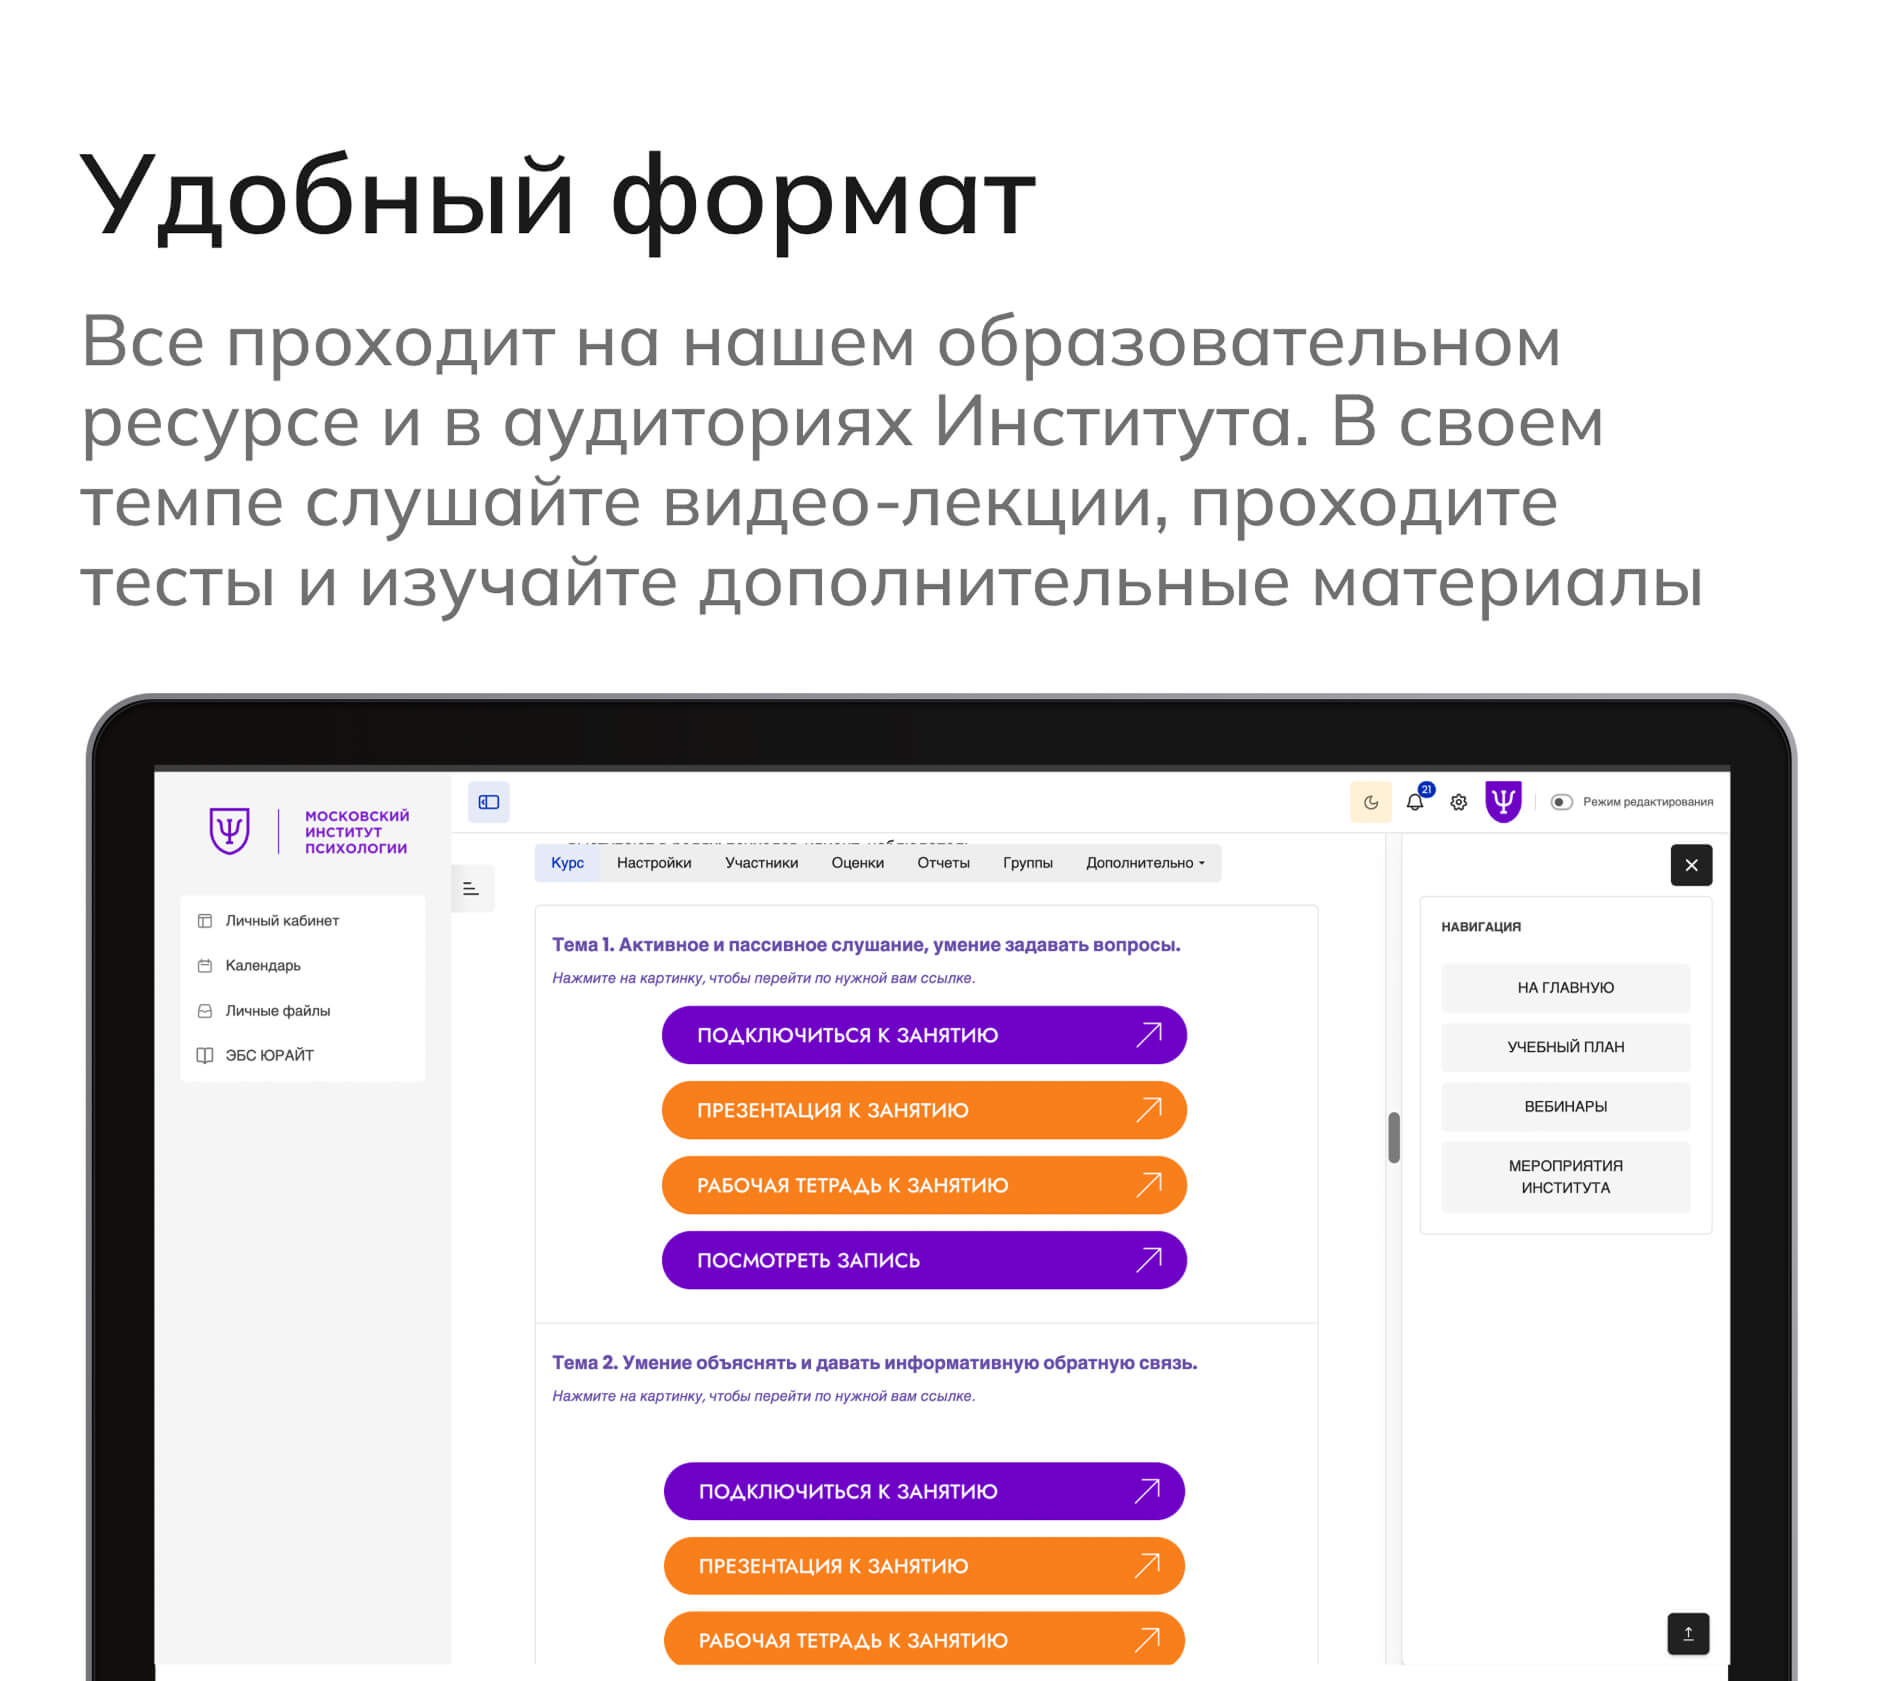 Удобный формат
Все проходит на нашем образовательном
ресурсе и в аудиториях Института. В своем
темпе слушайте видео-лекции, проходите
тесты и изучайте дополнительные материалы
МОСКОВСКИЙ
ИНСТИТУТ
ПСИХОЛОГИИ
Личный кабинет
Календарь
Личные файлы
ЭБС ЮРАЙТ
21
Режим редактирования
Курс Настройки Участники Оценки Отчеты Группы Дополнительно
Тема 1. Активное и пассивное слушание, умение задавать вопросы.
Нажмите на картинку, чтобы перейти по нужной вам ссылке.
ПОДКЛЮЧИТЬСЯ К ЗАНЯТИЮ
ПРЕЗЕНТАЦИЯ К ЗАНЯТИЮ
РАБОЧАЯ ТЕТРАДЬ К ЗАНЯТИЮ
ПОСМОТРЕТЬ ЗАПИСЬ
Тема 2. Умение объяснять и давать информативную обратную связь.
Нажмите на картинку, чтобы перейти по нужной вам ссылке.
ПОДКЛЮЧИТЬСЯ К ЗАНЯТИЮ
ПРЕЗЕНТАЦИЯ К ЗАНЯТИЮ
РАБОЧАЯ ТЕТРАДЬ К ЗАНЯТИЮ
НАВИГАЦИЯ
НА ГЛАВНУЮ
УЧЕБНЫЙ ПЛАН
ВЕБИНАРЫ
МЕРОПРИЯТИЯ
ИНСТИТУТА